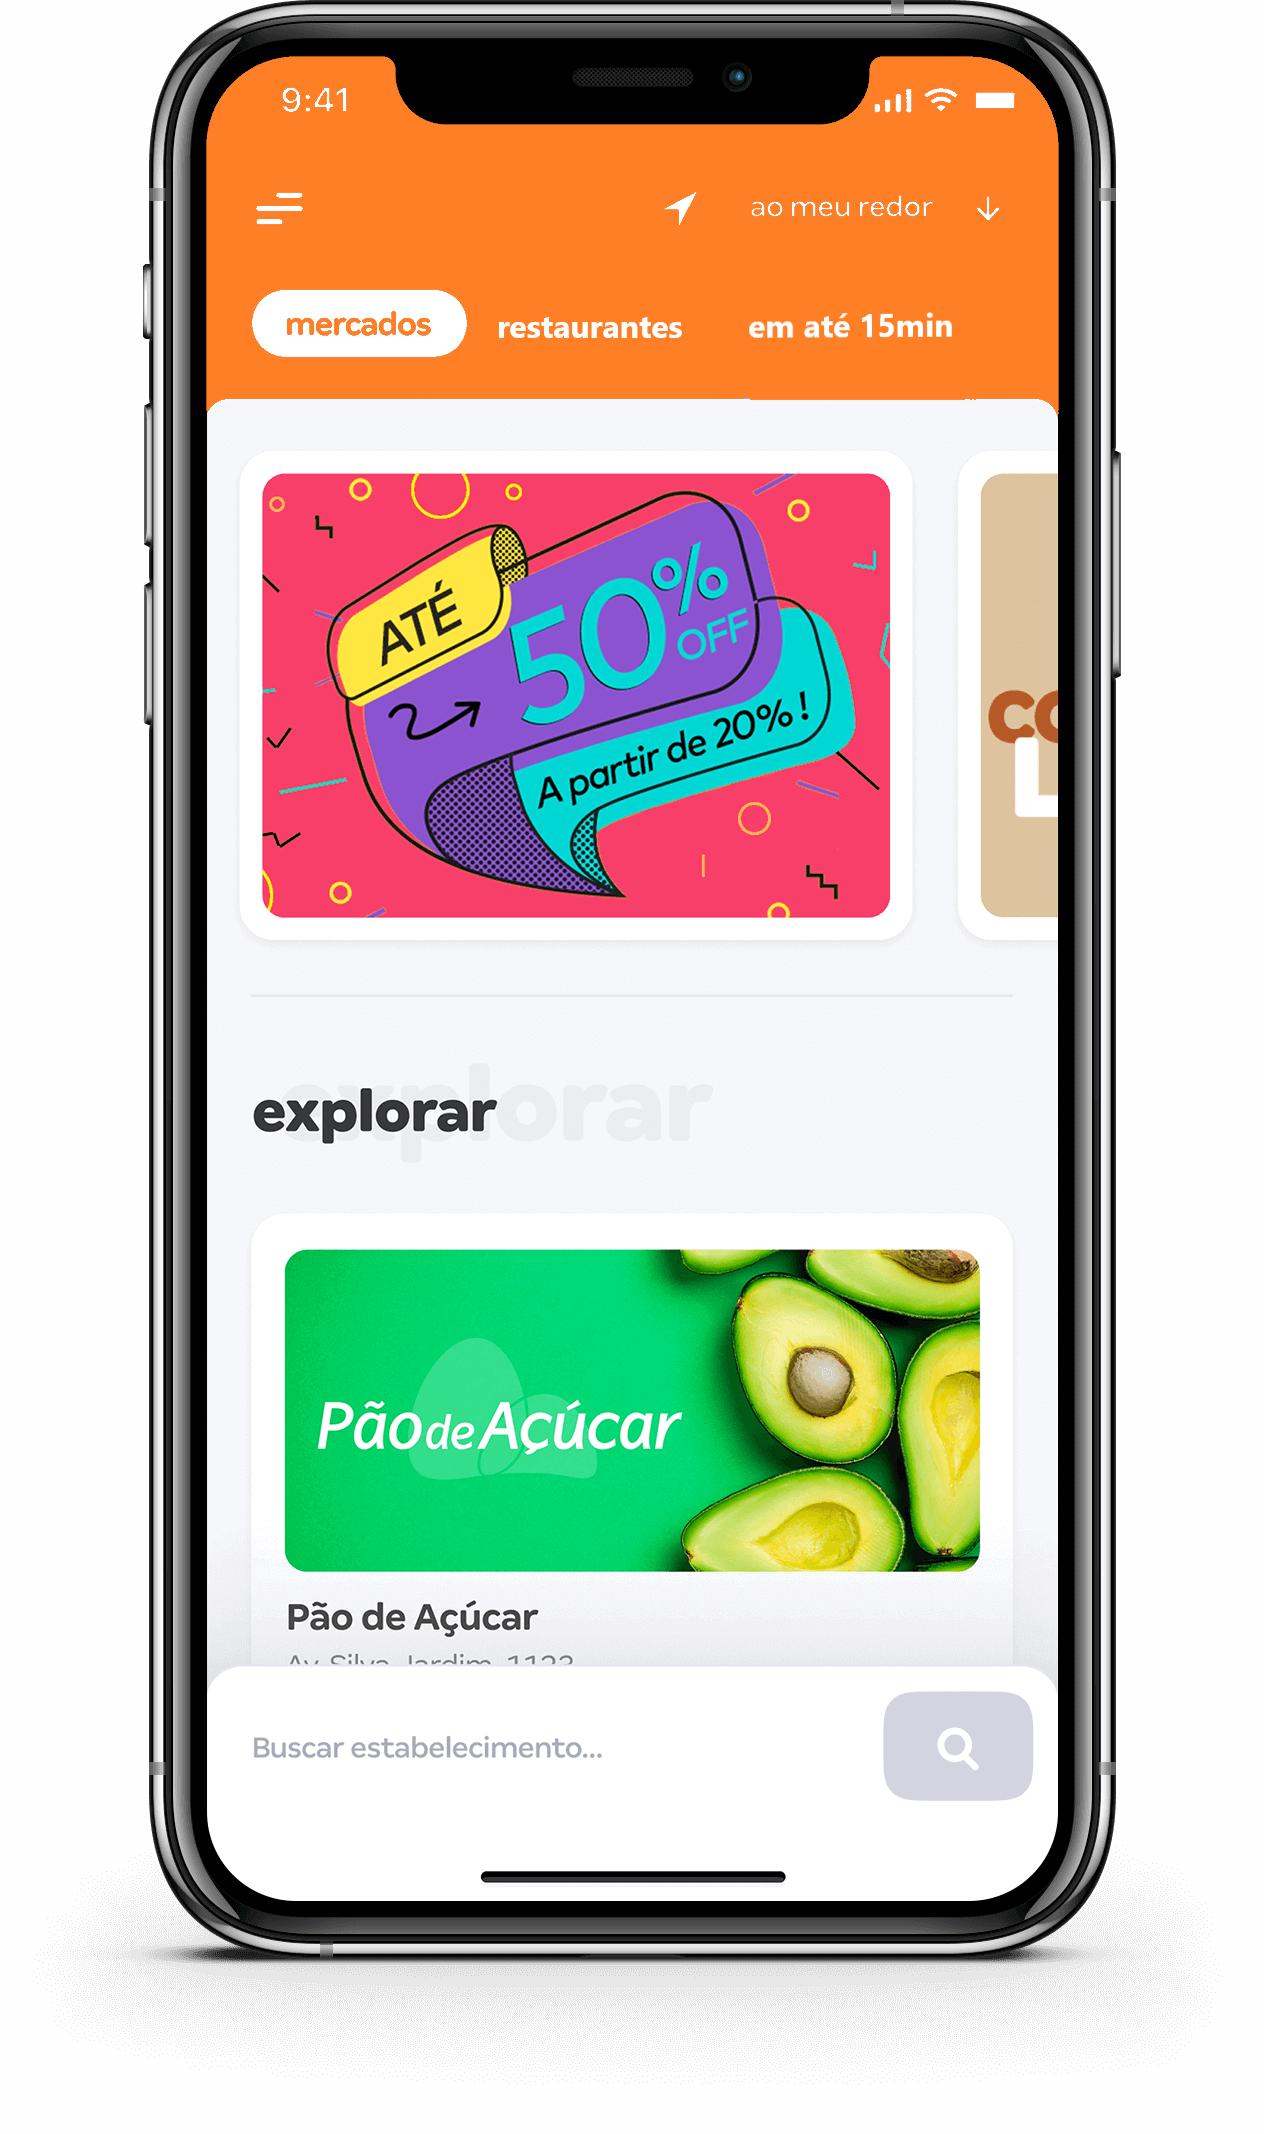 9:41
ao meu redor
mercados restaurantes em até 15min
ATÉ
50%
OFF
A partir de 20% !
explorar
explorar
PãodeAçúcar
Pão de Açúcar
Av. Silva Jardim, 1123
Buscar estabelecimento...